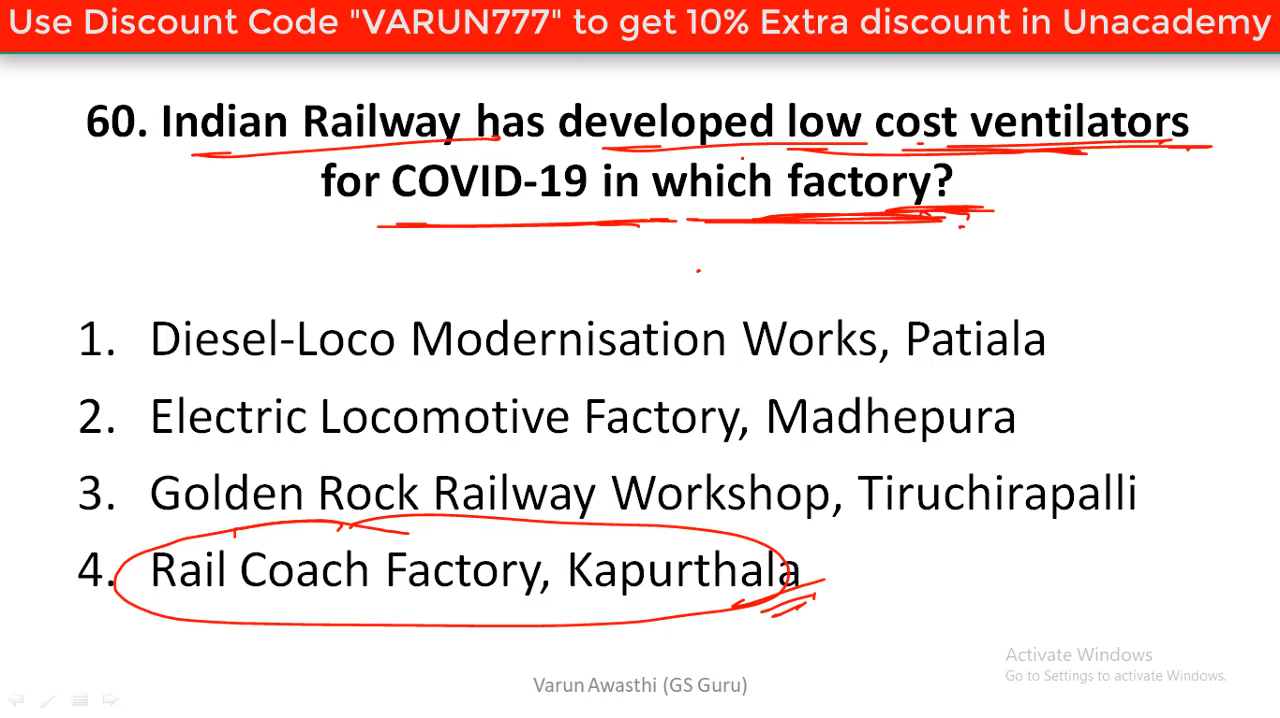 Use Discount Code "VARUN777" to get 10% Extra discount in Unacademy
60. Indian Railway has developed low cost ventilators
for COVID-19 in which factory?
1. Diesel-Loco Modernisation Works, Patiala
2. Electric Locomotive Factory, Madhepura
3. Golden Rock Railway Workshop, Tiruchirapalli
4. Rail Coach Factory, Kapurthala
Activate Windows
Go to Settings to activate Windows.
Varun Awasthi (GS Guru)